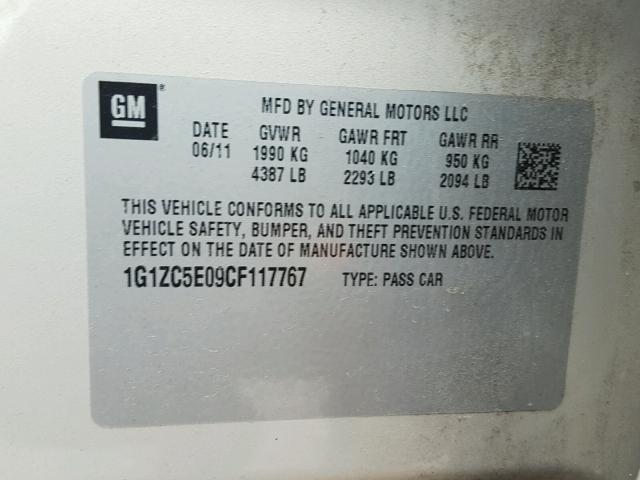 GM®
MFD BY GENERAL MOTORS LLC
DATE GVWR GAWR FRT GAWR RR
06/11 1990 KG 1040 KG 950 KG
4387 LB 2293 LB 2094 LB
THIS VEHICLE CONFORMS TO ALL APPLICABLE U.S. FEDERAL MOTOR
VEHICLE SAFETY, BUMPER, AND THEFT PREVENTION STANDARDS IN
EFFECT ON THE DATE OF MANUFACTURE SHOWN ABOVE.
1G1ZC5E09CF117767 TYPE: PASS CAR